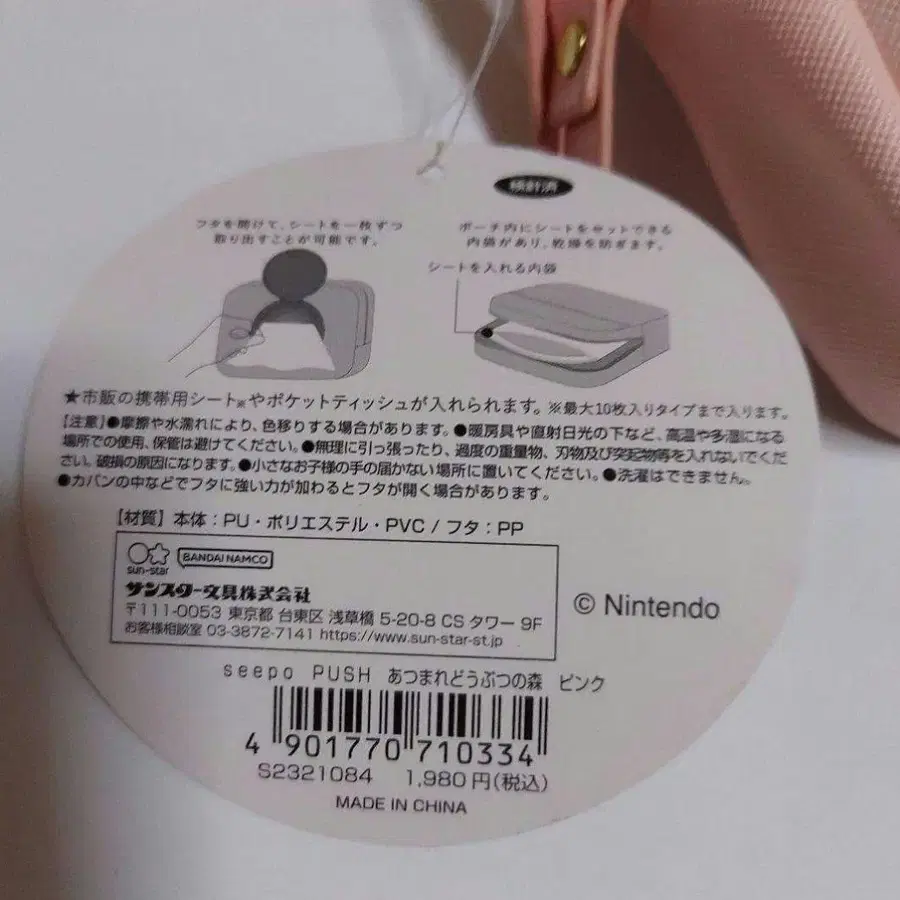 検針済
フタを開けて、シートを一枚ずつ
取り出すことが可能です。
ポーチ内にシートをセットできる
内袋があり、乾燥を防ぎます。
シートを入れる内袋
★市販の携帯用シート※やポケットティッシュが入れられます。※最大10枚入りタイプまで入ります。
【注意】●摩擦や水濡れにより、色移りする場合があります。●暖房具や直射日光の下など、高温や多湿になる
場所での使用、保管は避けてください。●無理に引っ張ったり、過度の重量物、刃物及び突起物等を入れないでくだ
さい。破損の原因になります。●小さなお子様の手の届かない場所に置いてください。●洗濯はできません。
●カバンの中などでフタに強い力が加わるとフタが開く場合があります。
【材質】本体：PU・ポリエステル・PVC / フタ：PP
sun-star
BANDAI NAMCO
サンスター文具株式会社
〒111-0053 東京都 台東区 浅草橋 5-20-8 CS タワー 9F
お客様相談室 03-3872-7141 https://www.sun-star-st.jp
© Nintendo
seepo PUSH あつまれどうぶつの森 ピンク
4 901770 710334
S2321084 1,980円(税込)
MADE IN CHINA